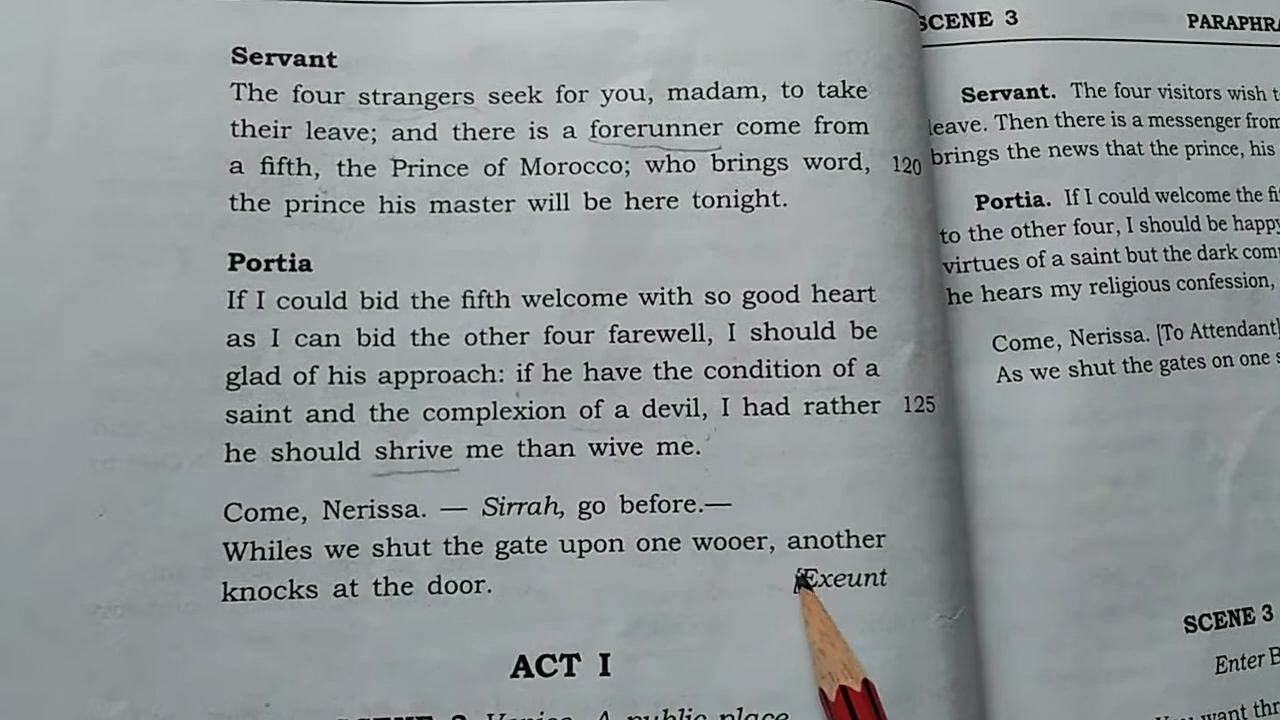 Servant
The four strangers seek for you, madam, to take
their leave; and there is a forerunner come from
a fifth, the Prince of Morocco; who brings word, 120
the prince his master will be here tonight.
Portia
If I could bid the fifth welcome with so good heart
as I can bid the other four farewell, I should be
glad of his approach: if he have the condition of a
saint and the complexion of a devil, I had rather 125
he should shrive me than wive me.
Come, Nerissa. — Sirrah, go before.—
Whiles we shut the gate upon one wooer, another
knocks at the door. [Exeunt
ACT I
Venice. A public place
SCENE 3
Servant. The four visitors wish
leave. Then there is a messenger from
brings the news that the prince, his
Portia. If I could welcome the
to the other four, I should be happy
virtues of a saint but the dark
he hears my religious confession,
Come, Nerissa. [To Attendant]
As we shut the gates on one
SCENE 3
Enter
want